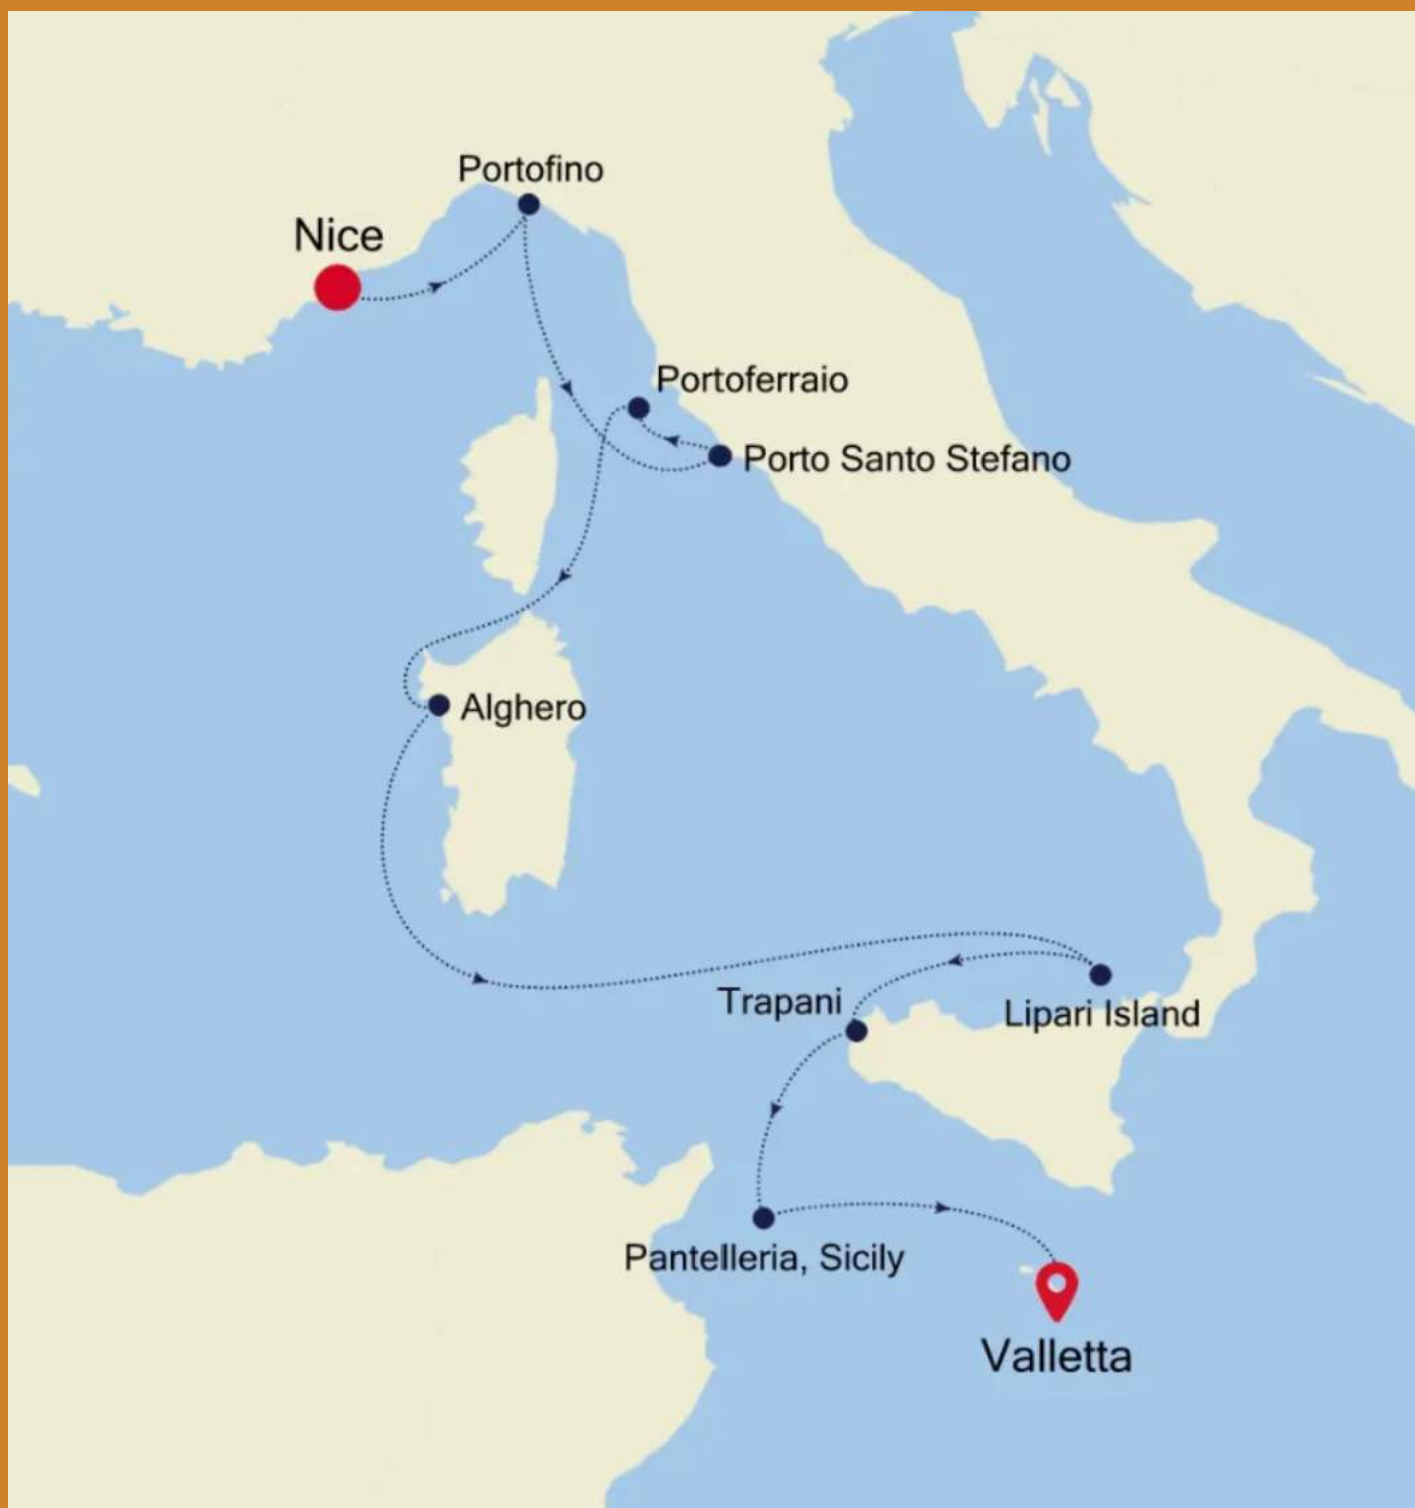 Portofino
Nice
Portoferraio
Porto Santo Stefano
Alghero
Trapani
Lipari Island
Pantelleria, Sicily
Valletta